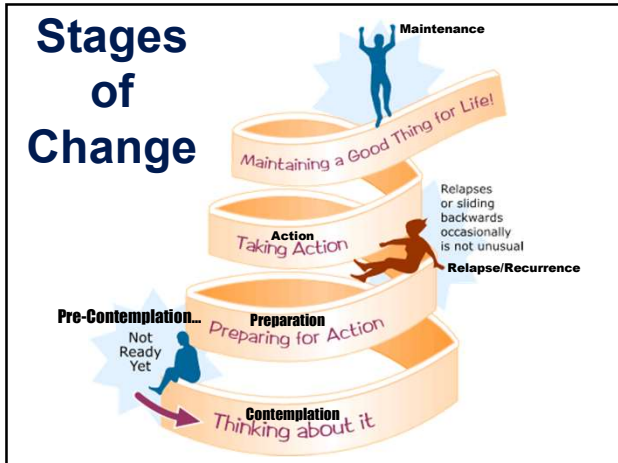 Stages
of
Change
Maintenance
Maintaining a Good Thing for Life!
Relapses
or sliding
backwards
occasionally
is not unusual
Relapse/Recurrence
Action
Taking Action
Pre-Contemplation...
Not
Ready
Yet
Preparation
Preparing for Action
Contemplation
Thinking about it